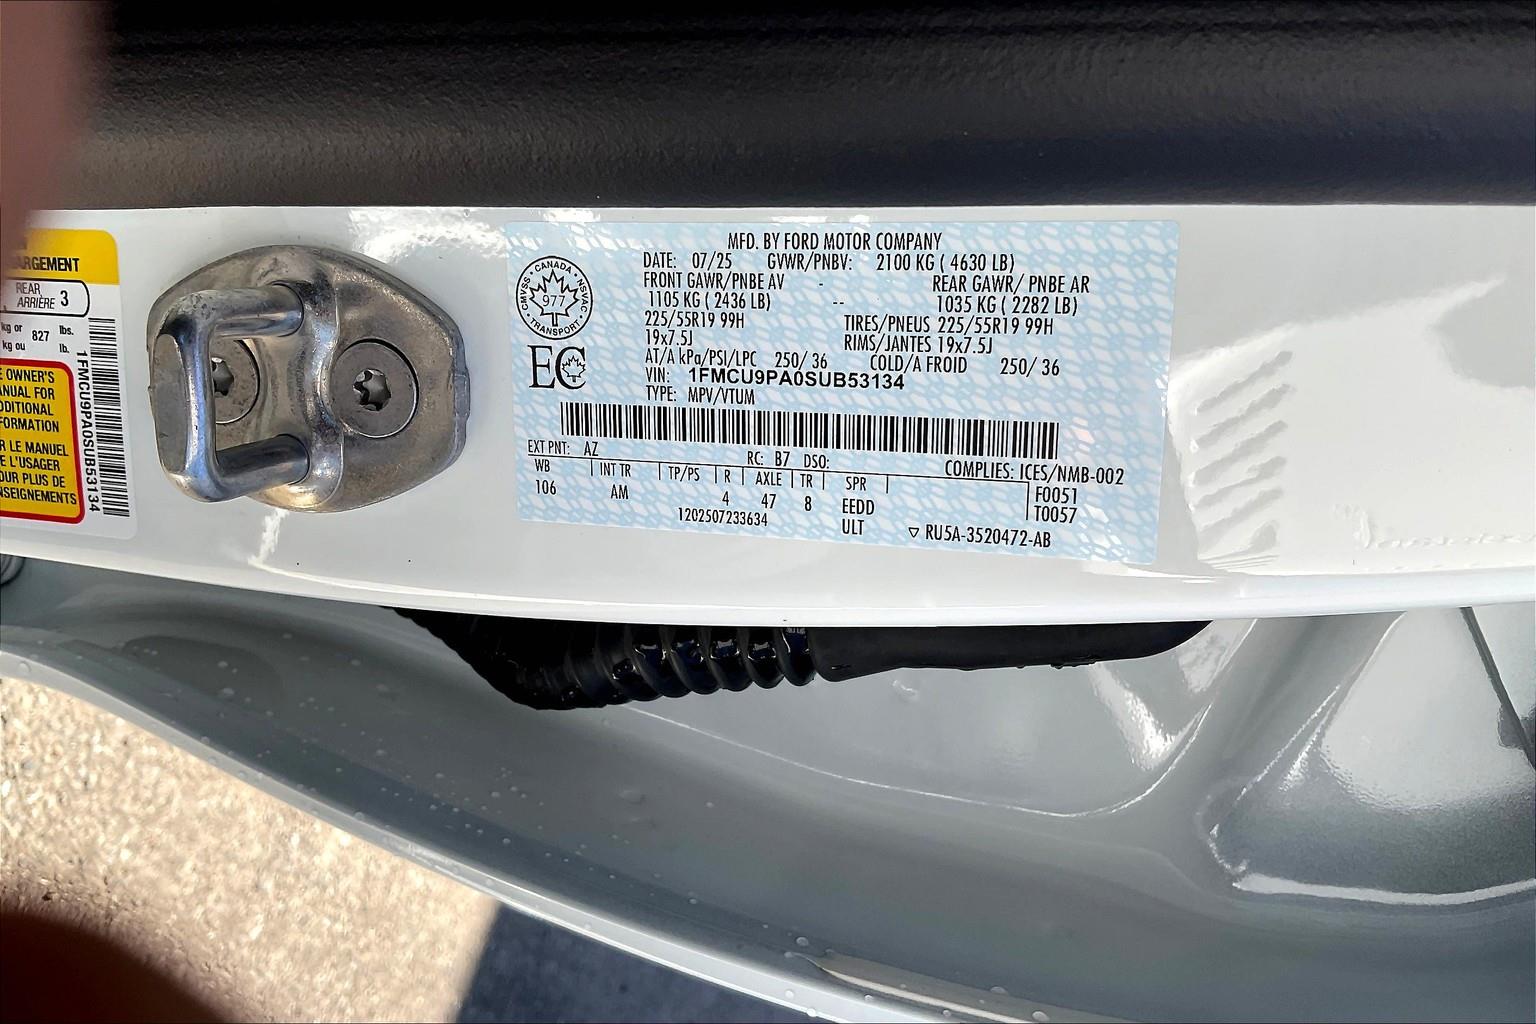 ARGEMENT
REAR
ARRIÈRE 3
kg or 827 lbs.
kg ou lb.
OWNER'S
ANUAL FOR
DDITIONAL
FORMATION
LE MANUEL
L'USAGER
PLUS DE
NSEIGNEMENTS
1FMCU9PA0SUB53134
MFD. BY FORD MOTOR COMPANY
DATE: 07/25 GVWR/PNBV: 2100 KG ( 4630 LB)
FRONT GAWR/PNBE AV - REAR GAWR/ PNBE AR
1105 KG ( 2436 LB) -- 1035 KG ( 2282 LB)
225/55R19 99H TIRES/PNEUS 225/55R19 99H
19x7.5J RIMS/JANTES 19x7.5J
AT/A kPa/PSI/LPC 250/ 36 COLD/A FROID 250/ 36
VIN: 1FMCU9PA0SUB53134
TYPE: MPV/VTUM
CANADA
CMVSS NSVAC
977
TRANSPORT
EC
EXT PNT: AZ RC: B7 DSO: COMPLIES: ICES/NMB-002
WB INT TR TP/PS R AXLE TR SPR F0051
106 AM 4 47 8 EEDD T0057
1202507233634 ULT ▽ RU5A-3520472-AB